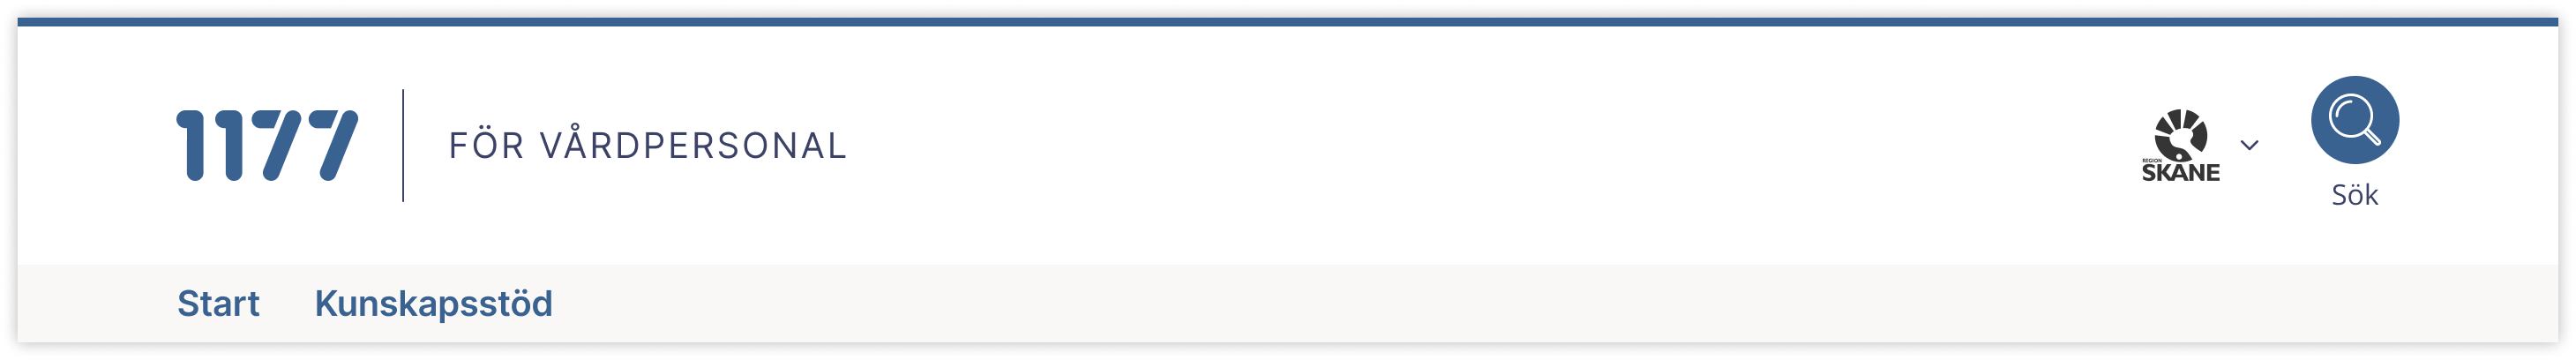 1177
FÖR VÅRDPERSONAL
REGION
SKÅNE
Sök
Start
Kunskapsstöd